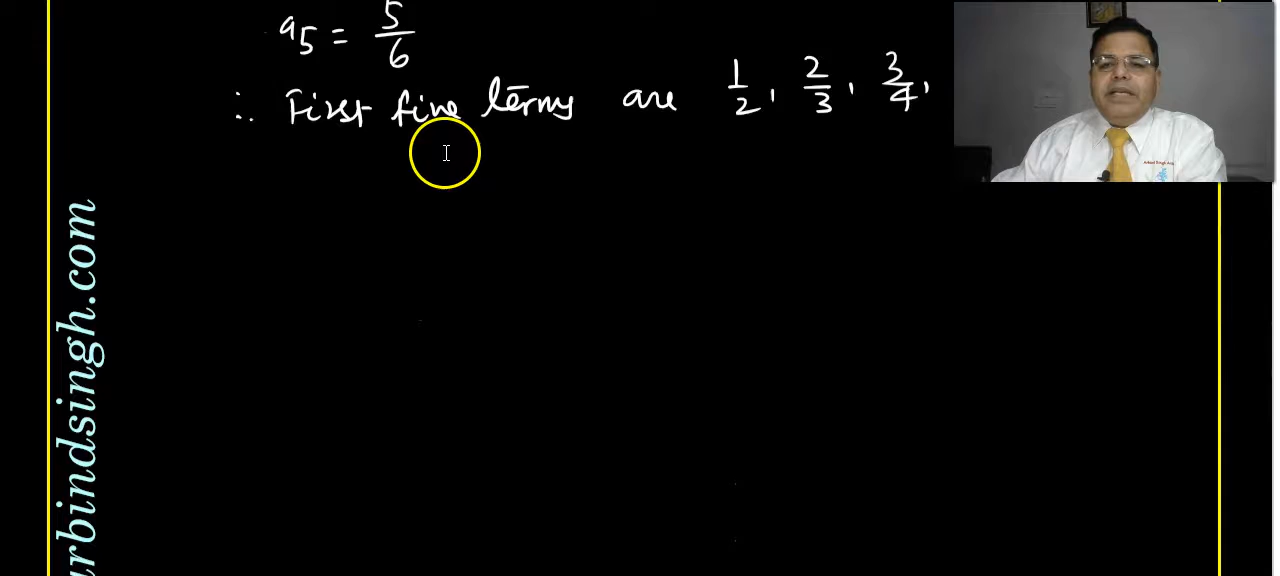 a5 = 5/6
∴ First five terms are 1/2, 2/3, 3/4,
arbindsingh.com